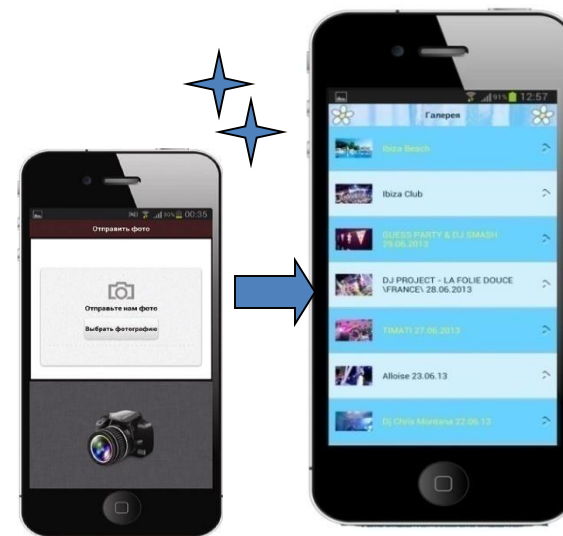 30% 00:35
Отправить фото
Отправьте нам фото
Выбрать фотографию
91% 12:57
Галерея
Ibiza Beach
Ibiza Club
GUESS PARTY & DJ SMASH
29.06.2013
DJ PROJECT - LA FOLIE DOUCE
\FRANCE\ 28.06.2013
TIMATI 27.06.2013
Alloise 23.06.13
Dj Chris Montana 22.06.13